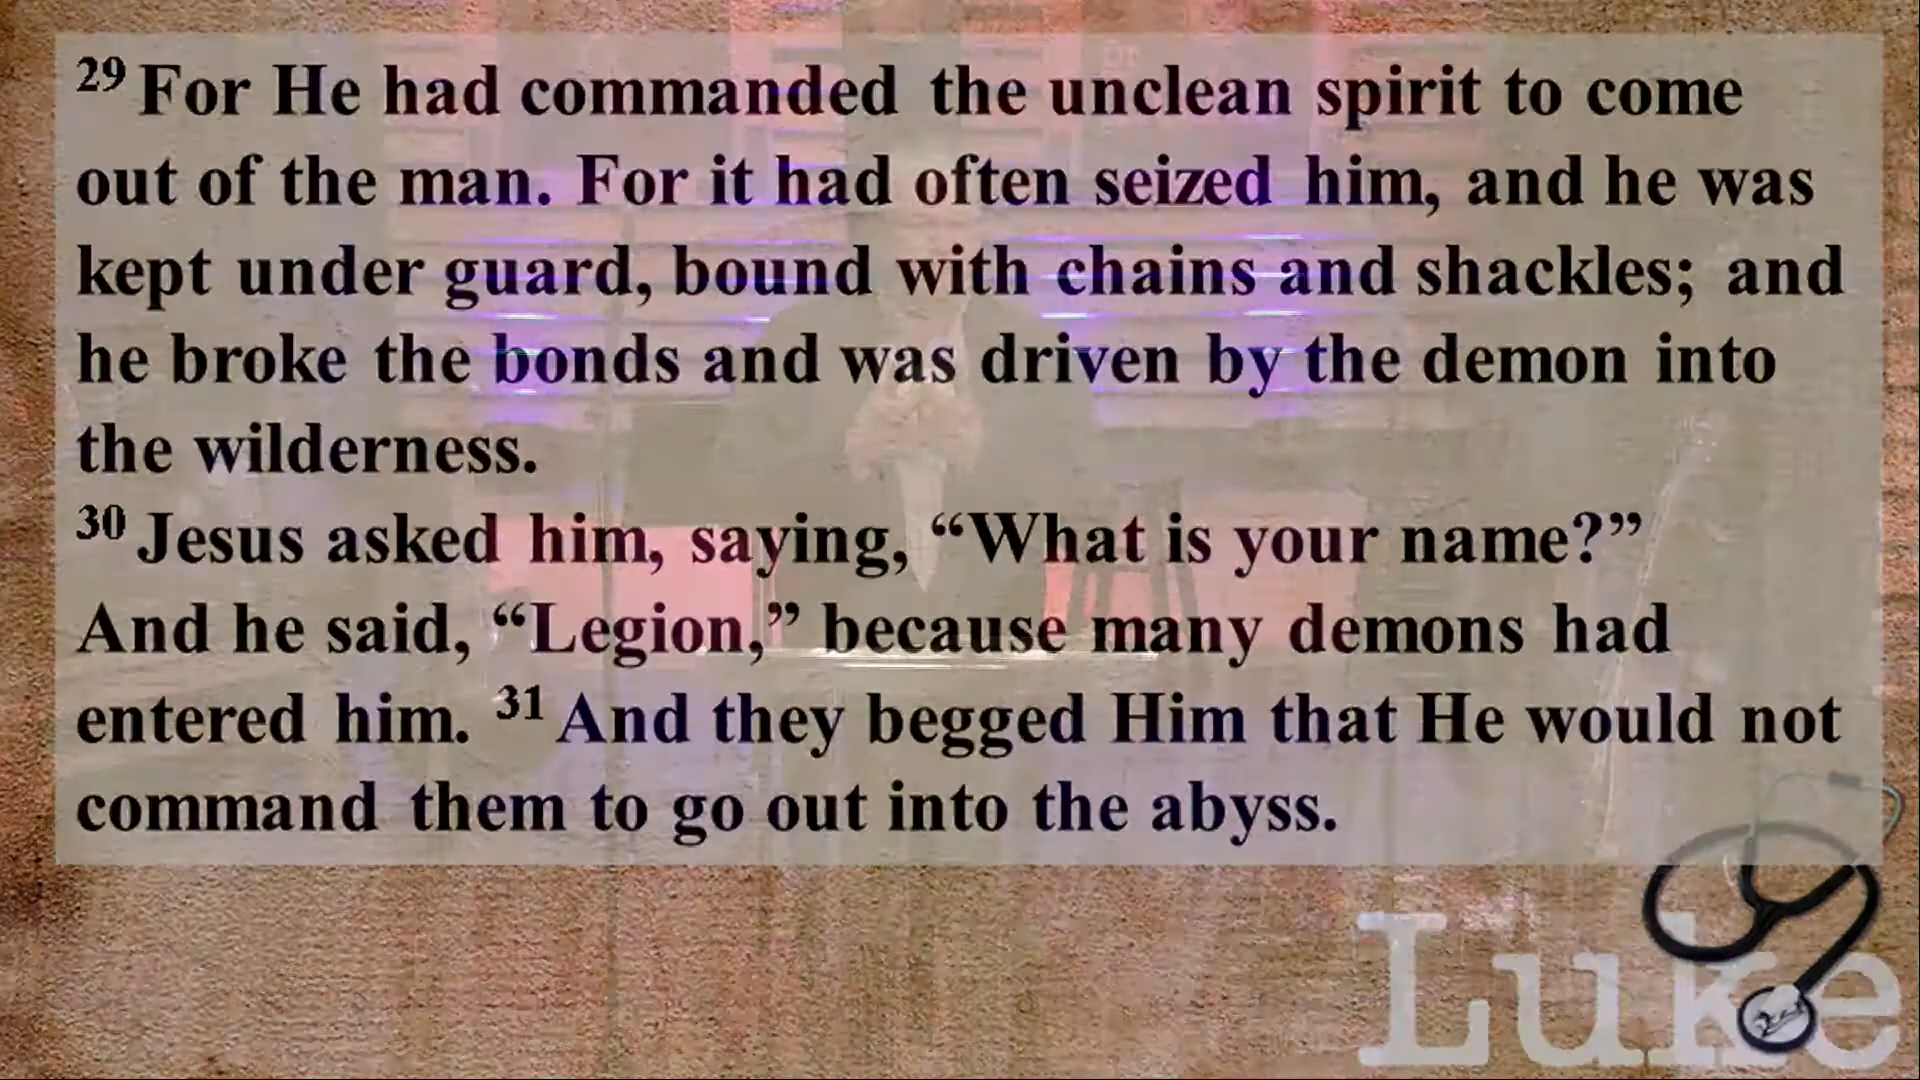 29 For He had commanded the unclean spirit to come
out of the man. For it had often seized him, and he was
kept under guard, bound with chains and shackles; and
he broke the bonds and was driven by the demon into
the wilderness.
30 Jesus asked him, saying, “What is your name?”
And he said, “Legion,” because many demons had
entered him. 31 And they begged Him that He would not
command them to go out into the abyss.
Luke